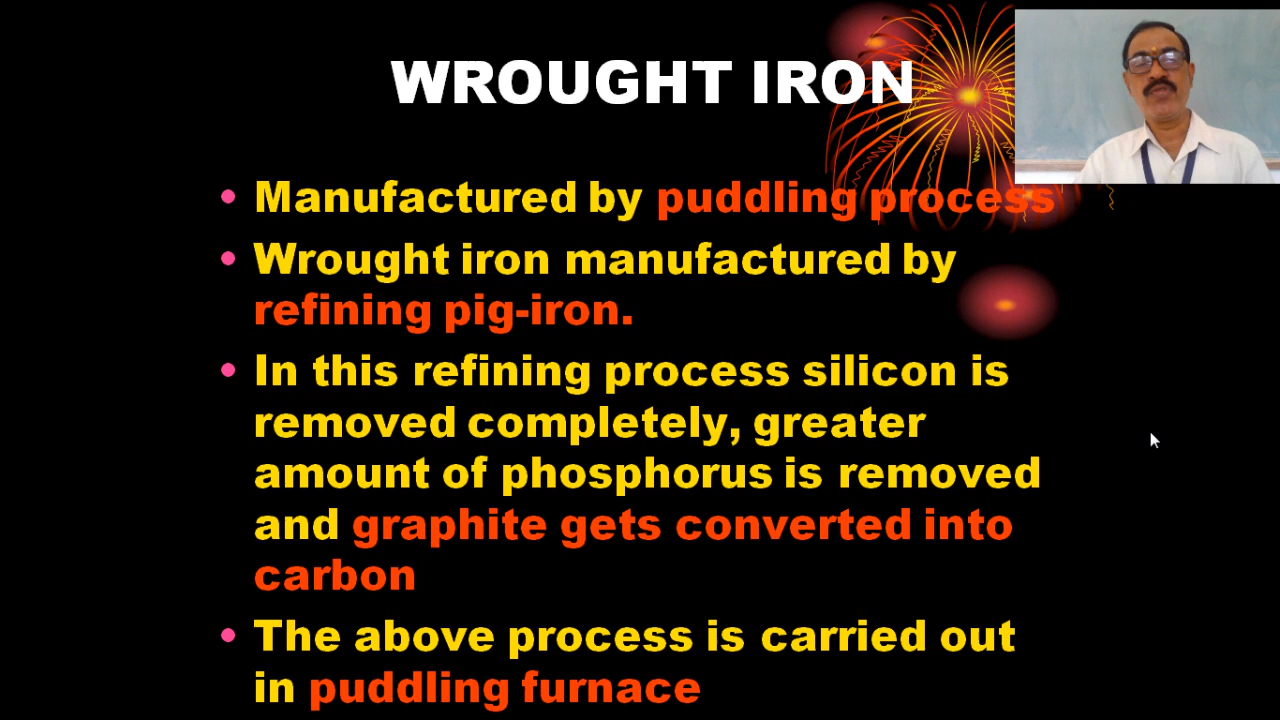 WROUGHT IRON
• Manufactured by puddling process
• Wrought iron manufactured by
refining pig-iron.
• In this refining process silicon is
removed completely, greater
amount of phosphorus is removed
and graphite gets converted into
carbon
• The above process is carried out
in puddling furnace